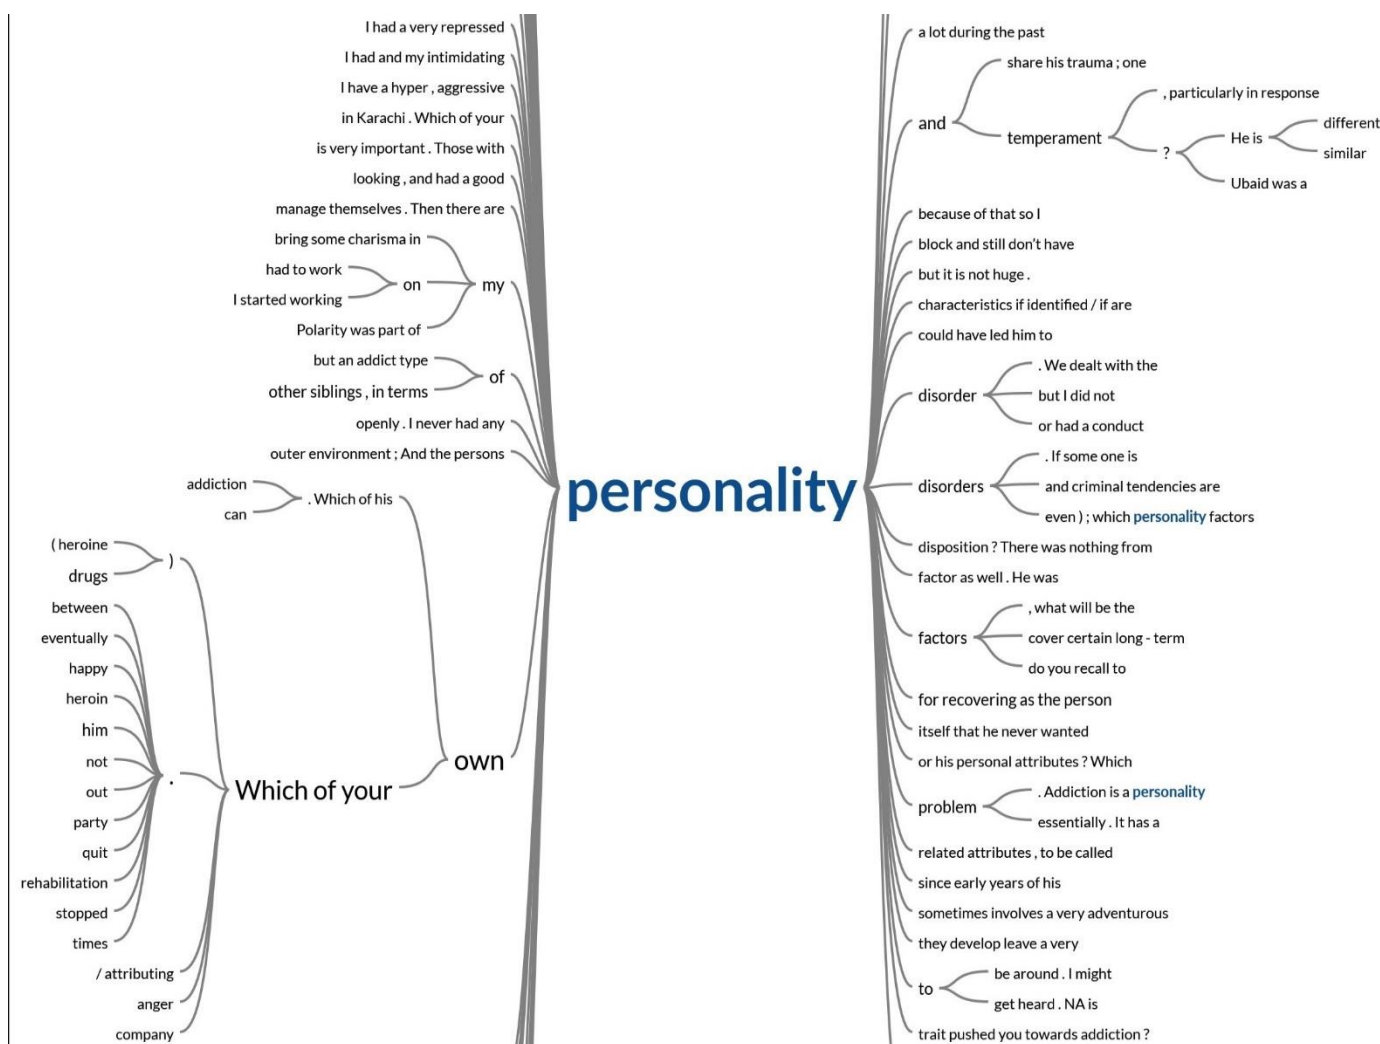 I had a very repressed
I had and my intimidating
I have a hyper , aggressive
in Karachi . Which of your
is very important . Those with
looking , and had a good
manage themselves . Then there are
bring some charisma in
had to work
on
my
I started working
Polarity was part of
but an addict type
of
other siblings , in terms
openly . I never had any
outer environment ; And the persons
addiction
. Which of his
can
( heroine
)
drugs
between
eventually
happy
heroin
him
not
.
out
party
quit
rehabilitation
stopped
times
/ attributing
anger
company
Which of your
own
personality
a lot during the past
and
share his trauma ; one
temperament
, particularly in response
?
He is
different
similar
Ubaid was a
because of that so I
block and still don't have
but it is not huge .
characteristics if identified / if are
could have led him to
disorder
. We dealt with the
but I did not
or had a conduct
disorders
. If some one is
and criminal tendencies are
even ) ; which personality factors
disposition ? There was nothing from
factor as well . He was
factors
, what will be the
cover certain long - term
do you recall to
for recovering as the person
itself that he never wanted
or his personal attributes ? Which
problem
. Addiction is a personality
essentially . It has a
related attributes , to be called
since early years of his
sometimes involves a very adventurous
they develop leave a very
to
be around . I might
get heard . NA is
trait pushed you towards addiction ?